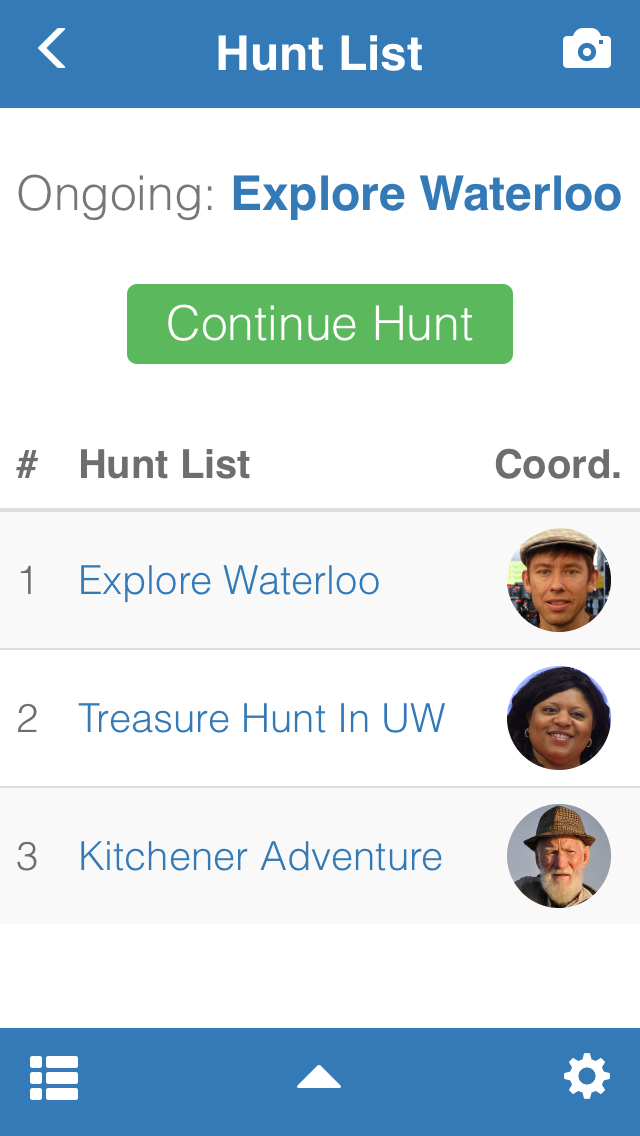 Hunt List
Ongoing: Explore Waterloo
Continue Hunt
# Hunt List Coord.
1 Explore Waterloo
2 Treasure Hunt In UW
3 Kitchener Adventure